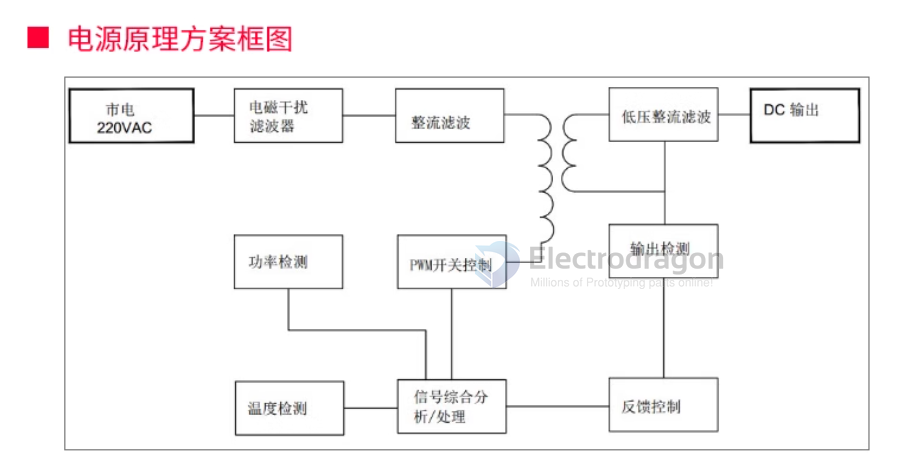 电源原理方案框图
市电
220VAC
电磁干扰
滤波器
整流滤波
低压整流滤波
DC 输出
功率检测
PWM开关控制
输出检测
Electrodragon
Millions of Prototyping parts online!
温度检测
信号综合分
析/处理
反馈控制